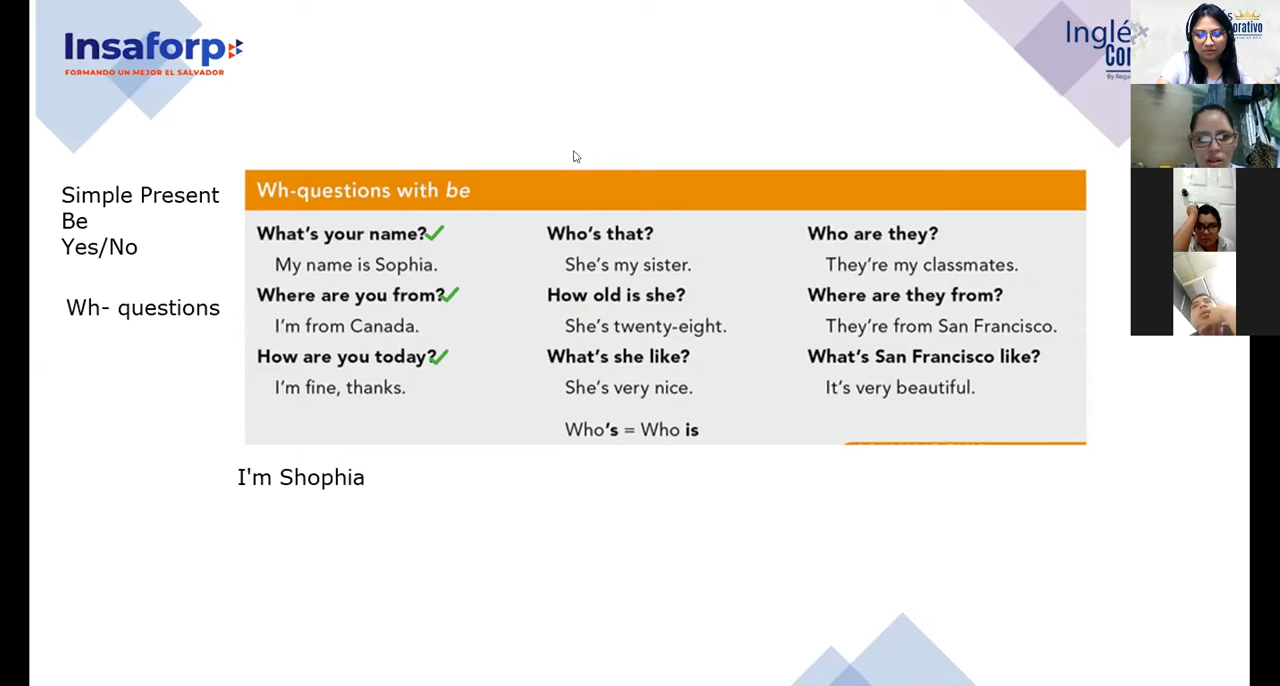 Insaforp
FORMANDO UN MEJOR EL SALVADOR
Inglé
Simple Present
Be
Yes/No
Wh- questions
Wh-questions with be
What's your name?
My name is Sophia.
Where are you from?
I'm from Canada.
How are you today?
I'm fine, thanks.
Who's that?
She's my sister.
How old is she?
She's twenty-eight.
What's she like?
She's very nice.
Who's = Who is
Who are they?
They're my classmates.
Where are they from?
They're from San Francisco.
What's San Francisco like?
It's very beautiful.
I'm Shophia